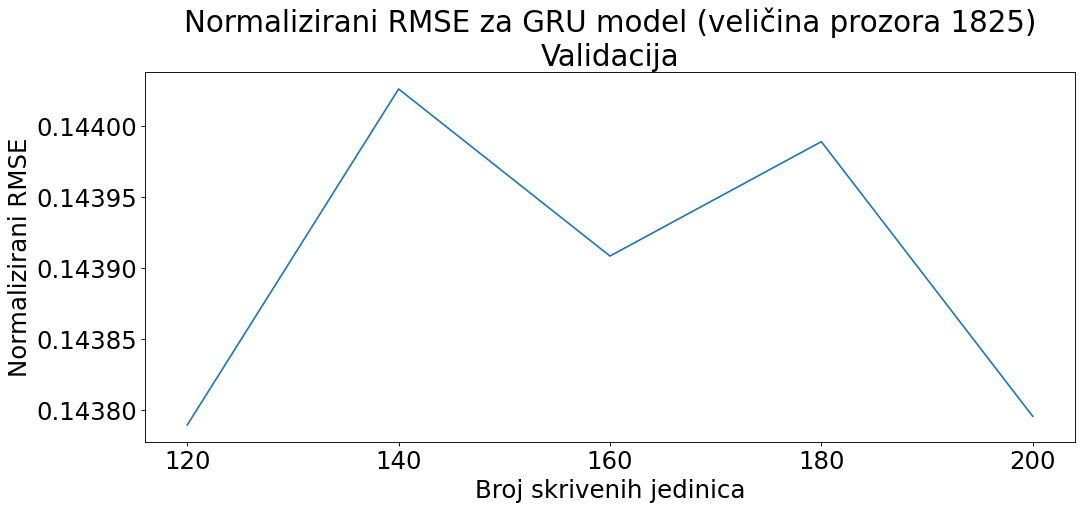 Normalizirani RMSE za GRU model (veličina prozora 1825)
Validacija
Normalizirani RMSE
0.14400
0.14395
0.14390
0.14385
0.14380
120 140 160 180 200
Broj skrivenih jedinica